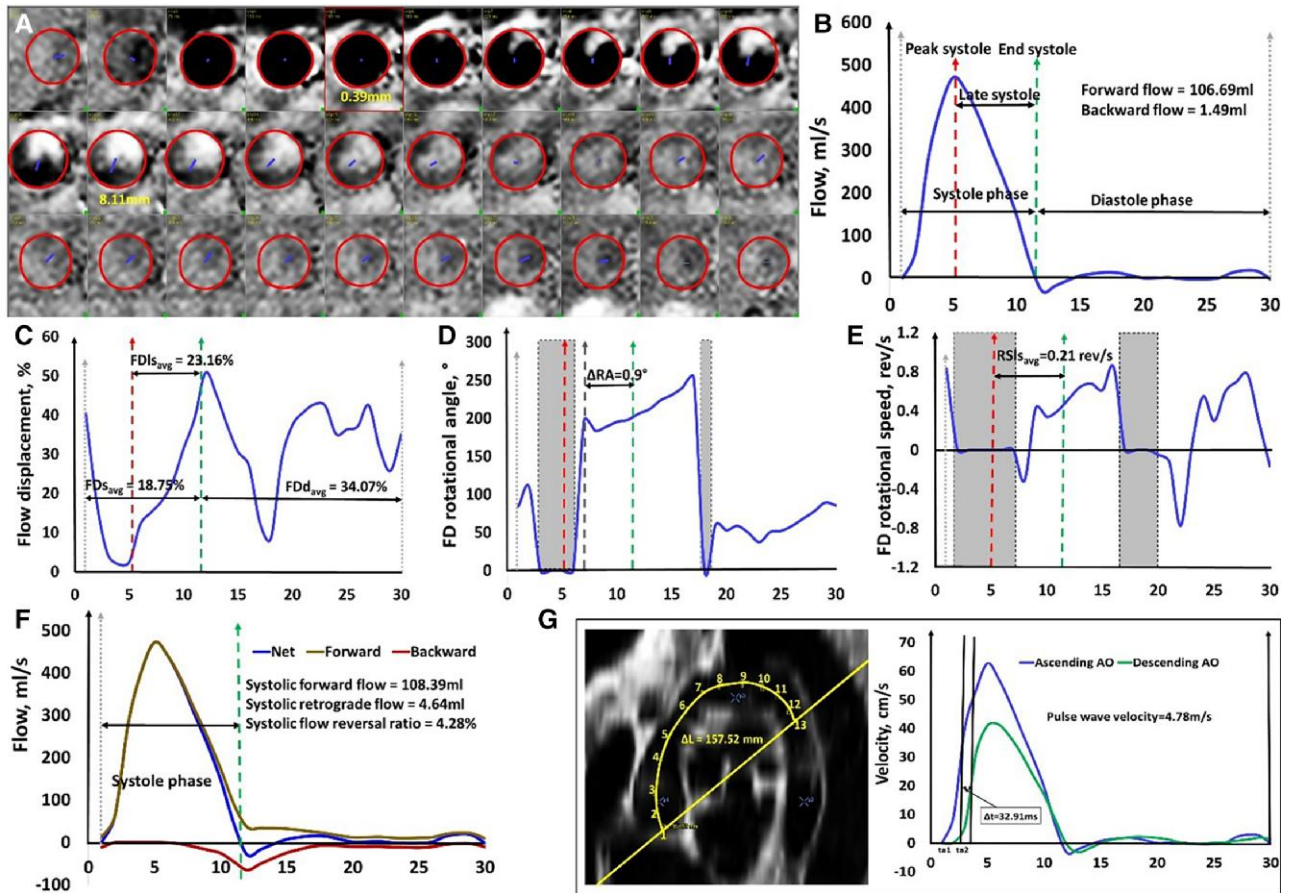 A
0.39mm
8.11mm
B
Flow, ml/s
600
500
400
300
200
100
0
Peak systole
End systole
Late systole
Forward flow = 106.69ml
Backward flow = 1.49ml
Systole phase
Diastole phase
0 5 10 15 20 25 30
C
Flow displacement, %
60
50
40
30
20
10
0
FDlsavg = 23.16%
FDsavg = 18.75%
FDdavg = 34.07%
0 5 10 15 20 25 30
D
FD rotational angle, °
300
250
200
150
100
50
0
ΔRA=0.9°
0 5 10 15 20 25 30
E
FD rotational speed, rev/s
1.2
0.8
0.4
0
-0.4
-0.8
-1.2
RSlsavg=0.21 rev/s
0 5 10 15 20 25 30
F
Flow, ml/s
500
400
300
200
100
0
-100
Net
Forward
Backward
Systolic forward flow = 108.39ml
Systolic retrograde flow = 4.64ml
Systolic flow reversal ratio = 4.28%
Systole phase
0 5 10 15 20 25 30
G
1
2
3
4
5
6
7
8
9
10
11
12
13
ΔL = 157.52 mm
Velocity, cm/s
70
60
50
40
30
20
10
0
-10
Ascending AO
Descending AO
Pulse wave velocity=4.78m/s
Δt=32.91ms
ta1 ta2
0 5 10 15 20 25 30